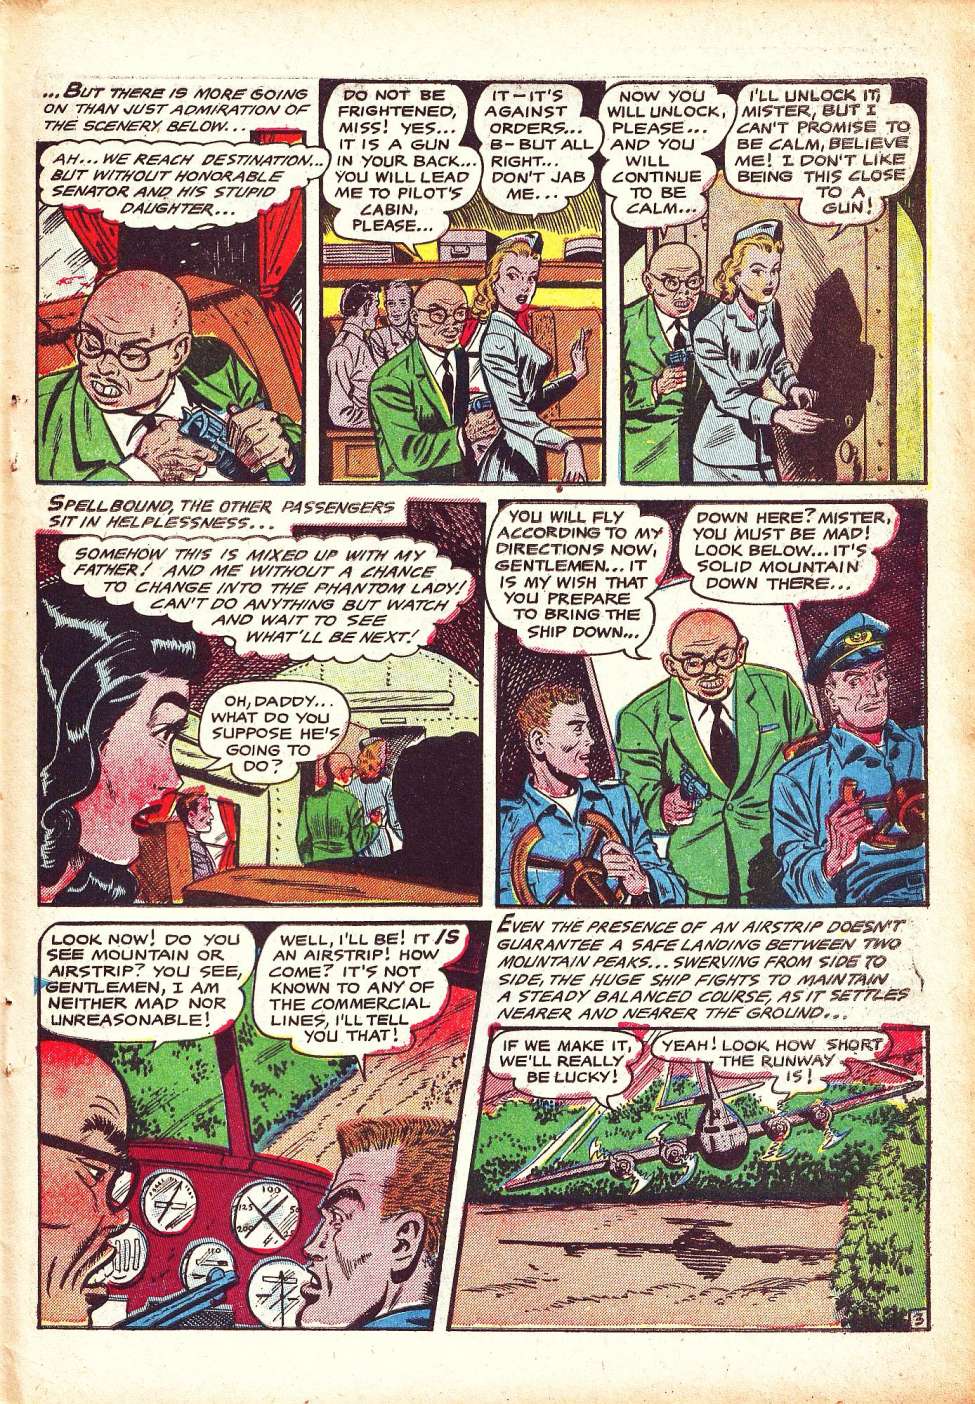 ...BUT THERE IS MORE GOING
ON THAN JUST ADMIRATION OF
THE SCENERY BELOW...
AH... WE REACH DESTINATION...
BUT WITHOUT HONORABLE
SENATOR AND HIS STUPID
DAUGHTER...
DO NOT BE
FRIGHTENED,
MISS! YES...
IT IS A GUN
IN YOUR BACK...
YOU WILL LEAD
ME TO PILOT'S
CABIN,
PLEASE...
IT-IT'S
AGAINST
ORDERS...
B-BUT ALL
RIGHT...
DON'T JAB
ME...
NOW YOU
WILL UNLOCK,
PLEASE...
AND YOU
WILL
CONTINUE
TO BE
CALM...
I'LL UNLOCK IT,
MISTER, BUT I
CAN'T PROMISE TO
BE CALM, BELIEVE
ME! I DON'T LIKE
BEING THIS CLOSE
TO A
GUN!
SPELLBOUND, THE OTHER PASSENGERS
SIT IN HELPLESSNESS...
SOMEHOW THIS IS MIXED UP WITH MY
FATHER! AND ME WITHOUT A CHANCE
TO CHANGE INTO THE PHANTOM LADY!
CAN'T DO ANYTHING BUT WATCH
AND WAIT TO SEE
WHAT'LL BE NEXT!
OH, DADDY...
WHAT DO YOU
SUPPOSE HE'S
GOING TO
DO?
YOU WILL FLY
ACCORDING TO MY
DIRECTIONS NOW,
GENTLEMEN... IT
IS MY WISH THAT
YOU PREPARE
TO BRING THE
SHIP DOWN...
DOWN HERE? MISTER,
YOU MUST BE MAD!
LOOK BELOW... IT'S
SOLID MOUNTAIN
DOWN THERE...
LOOK NOW! DO YOU
SEE MOUNTAIN OR
AIRSTRIP? YOU SEE,
GENTLEMEN, I AM
NEITHER MAD NOR
UNREASONABLE!
WELL, I'LL BE! IT IS
AN AIRSTRIP! HOW
COME? IT'S NOT
KNOWN TO ANY OF
THE COMMERCIAL
LINES, I'LL TELL
YOU THAT!
100
125
50
200
110
EVEN THE PRESENCE OF AN AIRSTRIP DOESN'T
GUARANTEE A SAFE LANDING BETWEEN TWO
MOUNTAIN PEAKS... SWERVING FROM SIDE TO
SIDE, THE HUGE SHIP FIGHTS TO MAINTAIN
A STEADY BALANCED COURSE, AS IT SETTLES
NEARER AND NEARER THE GROUND...
IF WE MAKE IT,
WE'LL REALLY
BE LUCKY!
YEAH! LOOK HOW SHORT
THE RUNWAY
IS!
3